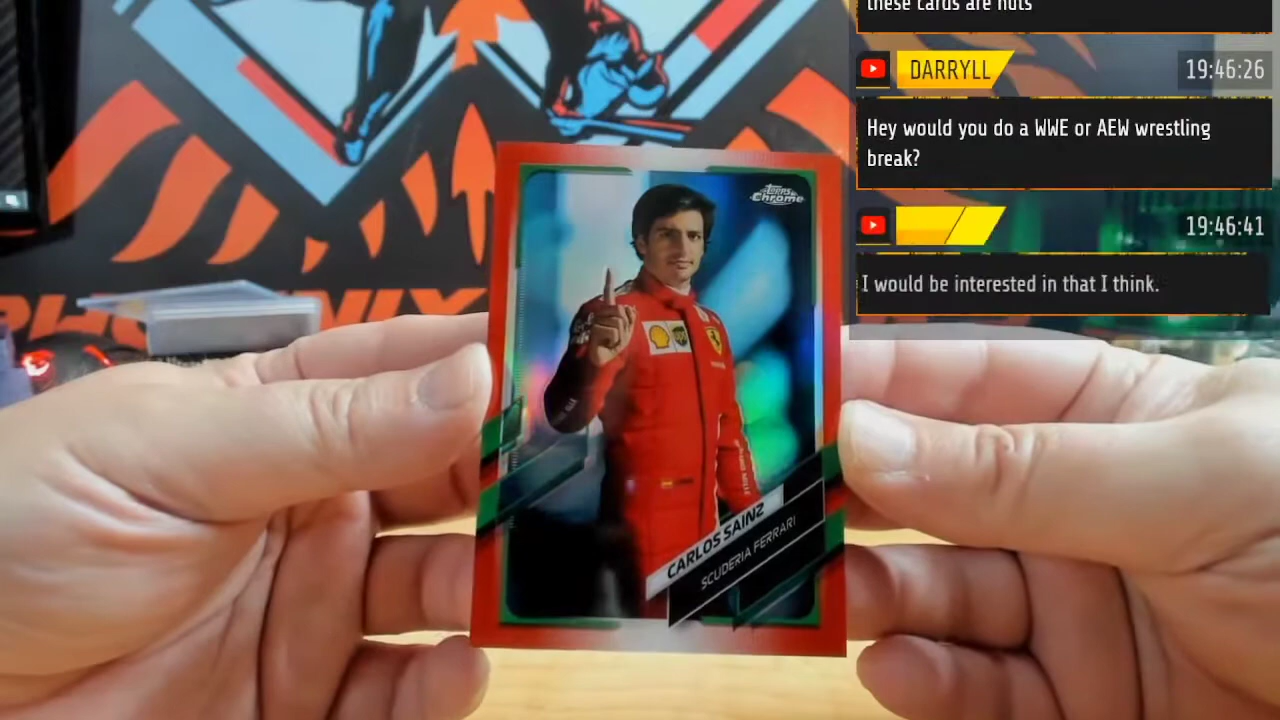 these cards are nuts
DARRYLL
19:46:26
Hey would you do a WWE or AEW wrestling
break?
19:46:41
I would be interested in that I think.
Topps
Chrome
CARLOS SAINZ
SCUDERIA FERRARI
PHOENIX